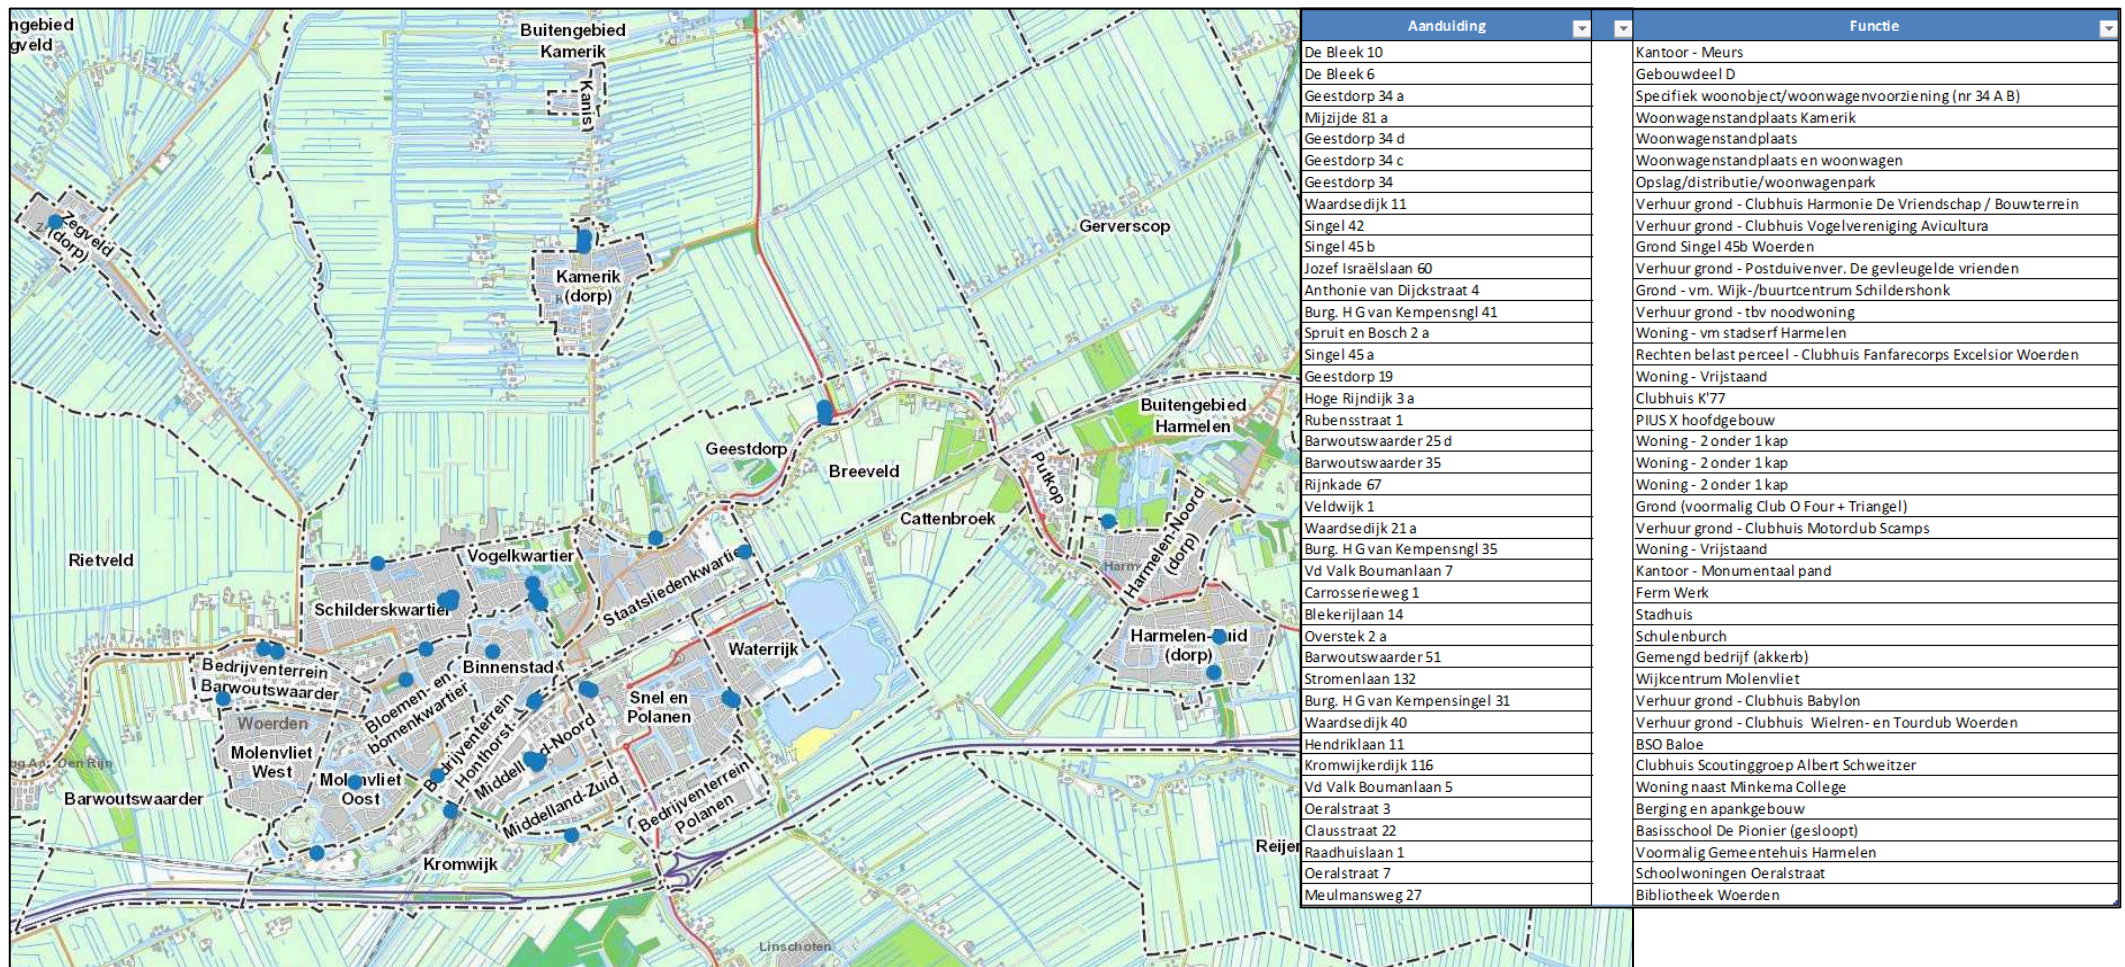 ngebied
gveld
Buitengebied
Kamerik
Kanis
Zegveld
(dorp)
Kamerik
(dorp)
Gerverscop
Geestdorp
Breeveld
Buitengebied
Harmelen
Putkop
Cattenbroek
Harmelen-Noord
(dorp)
Harm
Rietveld
Vogelkwartier
Schilderskwartier
Staatsliedenkwartier
Harmelen-Zuid
(dorp)
Waterrijk
Binnenstad
Bedrijventerrein
Barwoutswaarder
Bloemen- en
bomenkwartier
Snel en
Polanen
Woerden
Molenvliet
West
Molenvliet
Oost
Bedrijventerrein
Honthorst
Middelland-Noord
Middelland-Zuid
Bedrijventerrein
Polanen
Den Rijn
Barwoutswaarder
Kromwijk
Reijer
Linschoten
Aanduiding Functie
De Bleek 10 Kantoor - Meurs
De Bleek 6 Gebouwdeel D
Geestdorp 34 a Specifiek woonobject/woonwagenvoorziening (nr 34 A B)
Mijzijde 81 a Woonwagenstandplaats Kamerik
Geestdorp 34 d Woonwagenstandplaats
Geestdorp 34 c Woonwagenstandplaats en woonwagen
Geestdorp 34 Opslag/distributie/woonwagenpark
Waardsedijk 11 Verhuur grond - Clubhuis Harmonie De Vriendschap / Bouwterrein
Singel 42 Verhuur grond - Clubhuis Vogelvereniging Avicultura
Singel 45 b Grond Singel 45b Woerden
Jozef Israëlslaan 60 Verhuur grond - Postduivenver. De gevleugelde vrienden
Anthonie van Dijckstraat 4 Grond - vm. Wijk-/buurtcentrum Schildershonk
Burg. H G van Kempensngl 41 Verhuur grond - tbv noodwoning
Spruit en Bosch 2 a Woning - vm stadserf Harmelen
Singel 45 a Rechten belast perceel - Clubhuis Fanfarecorps Excelsior Woerden
Geestdorp 19 Woning - Vrijstaand
Hoge Rijndijk 3 a Clubhuis K'77
Rubensstraat 1 PIUS X hoofdgebouw
Barwoutswaarder 25 d Woning - 2 onder 1 kap
Barwoutswaarder 35 Woning - 2 onder 1 kap
Rijnkade 67 Woning - 2 onder 1 kap
Veldwijk 1 Grond (voormalig Club O Four + Triangel)
Waardsedijk 21 a Verhuur grond - Clubhuis Motorclub Scamps
Burg. H G van Kempensngl 35 Woning - Vrijstaand
Vd Valk Boumanlaan 7 Kantoor - Monumentaal pand
Carrosserieweg 1 Ferm Werk
Blekerijlaan 14 Stadhuis
Overstek 2 a Schulenburch
Barwoutswaarder 51 Gemengd bedrijf (akkerb)
Stromenlaan 132 Wijkcentrum Molenvliet
Burg. H G van Kempensingel 31 Verhuur grond - Clubhuis Babylon
Waardsedijk 40 Verhuur grond - Clubhuis Wielren- en Tourclub Woerden
Hendriklaan 11 BSO Baloe
Kromwijkerdijk 116 Clubhuis Scoutinggroep Albert Schweitzer
Vd Valk Boumanlaan 5 Woning naast Minkema College
Oeralstraat 3 Berging en apankgebouw
Clausstraat 22 Basisschool De Pionier (gesloopt)
Raadhuislaan 1 Voormalig Gemeentehuis Harmelen
Oeralstraat 7 Schoolwoningen Oeralstraat
Meulmansweg 27 Bibliotheek Woerden